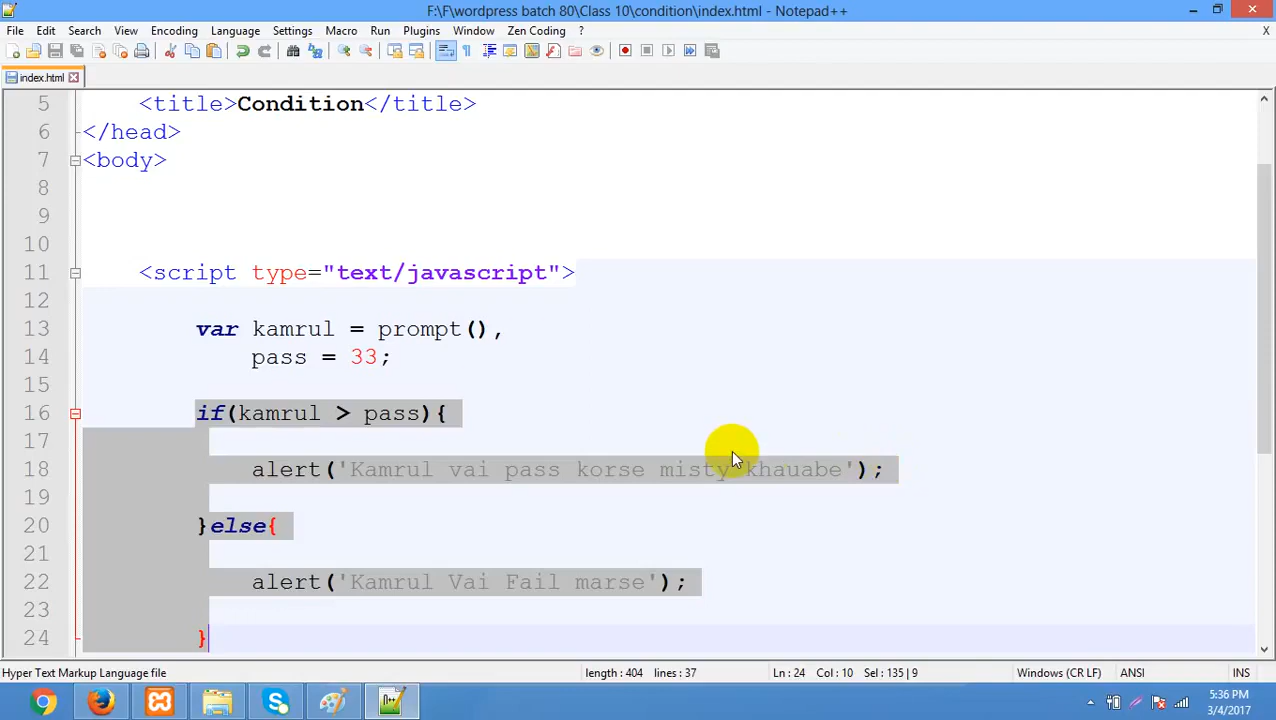 F:\F\wordpress batch 80\Class 10\condition\index.html - Notepad++
File Edit Search View Encoding Language Settings Macro Run Plugins Window Zen Coding ? X
index.html
5 <title>Condition</title>
6 </head>
7 <body>
8
9
10
11 <script type="text/javascript">
12
13 var kamrul = prompt(),
14 pass = 33;
15
16 if(kamrul > pass){
17
18 alert('Kamrul vai pass korse misty khauabe');
19
20 }else{
21
22 alert('Kamrul Vai Fail marse');
23
24 }
Hyper Text Markup Language file length : 404 lines : 37 Ln : 24 Col : 10 Sel : 135 | 9 Windows (CR LF) ANSI INS
5:36 PM
3/4/2017